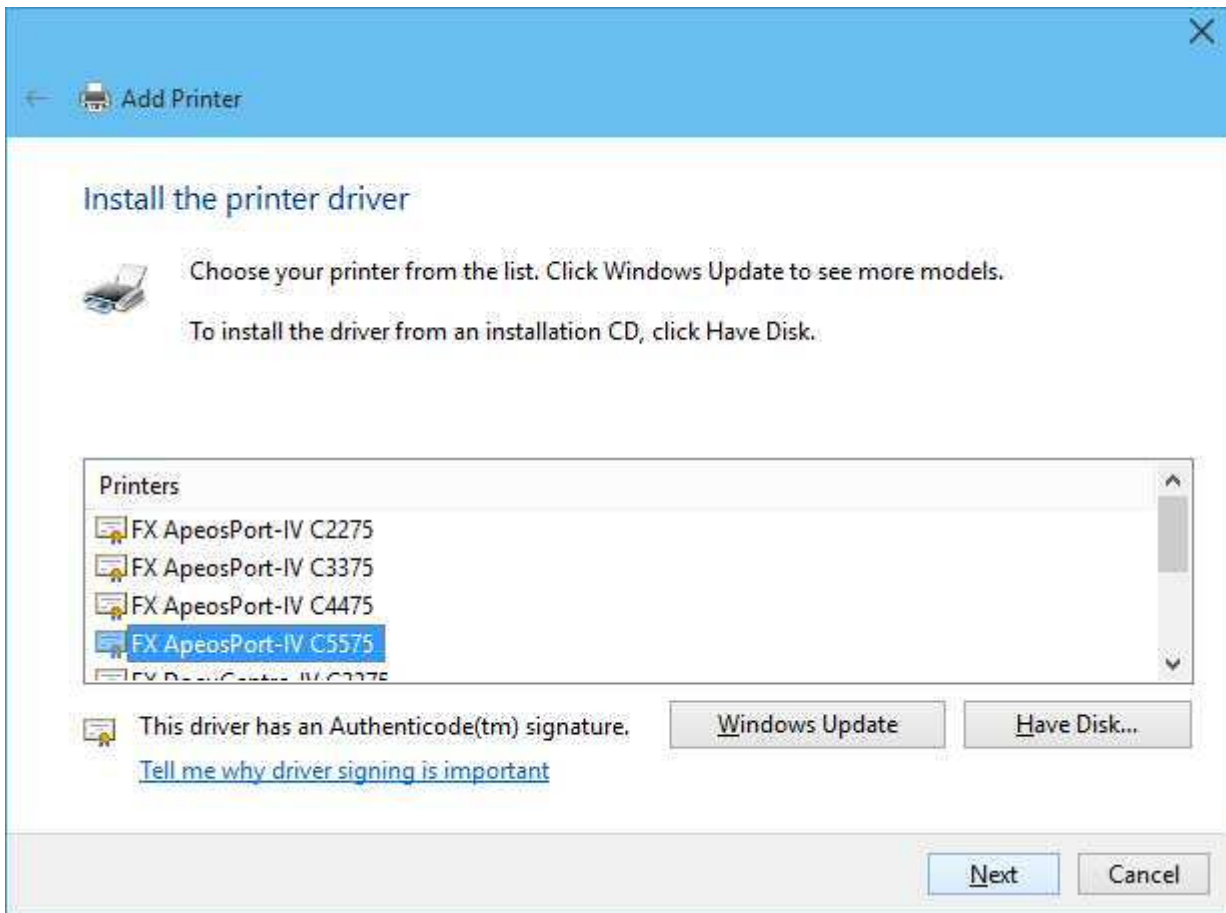 Add Printer
Install the printer driver
Choose your printer from the list. Click Windows Update to see more models.
To install the driver from an installation CD, click Have Disk.
Printers
FX ApeosPort-IV C2275
FX ApeosPort-IV C3375
FX ApeosPort-IV C4475
FX ApeosPort-IV C5575
This driver has an Authenticode(tm) signature.
Windows Update
Have Disk...
Tell me why driver signing is important
Next
Cancel